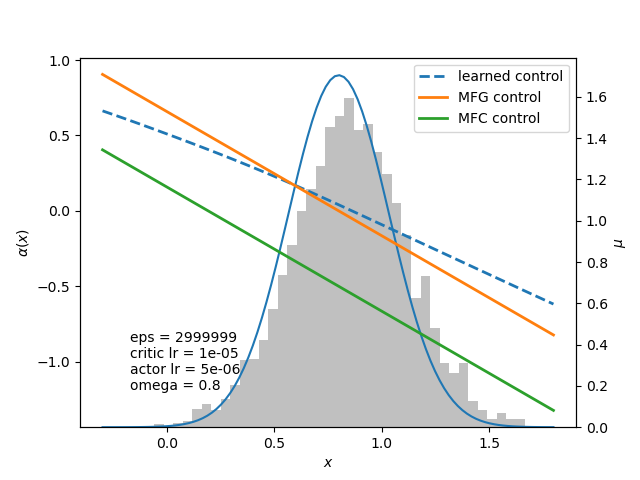 learned control
MFG control
MFC control
1.0
0.5
0.0
−0.5
−1.0
α(x)
1.6
1.4
1.2
1.0
0.8
0.6
0.4
0.2
0.0
μ
eps = 2999999
critic lr = 1e-05
actor lr = 5e-06
omega = 0.8
0.0 0.5 1.0 1.5
x